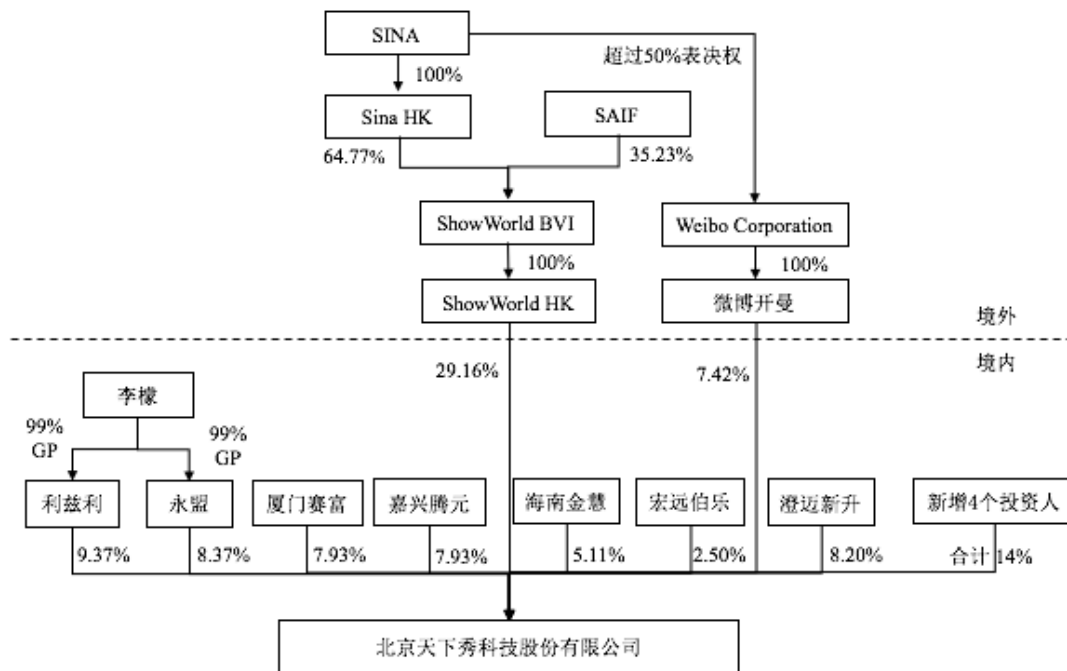 SINA
超过50%表决权
100%
Sina HK
SAIF
64.77%
35.23%
ShowWorld BVI
Weibo Corporation
100%
100%
ShowWorld HK
微博开曼
境外
境内
29.16%
7.42%
李檬
99%
GP
99%
GP
利兹利
永盟
厦门赛富
嘉兴腾元
海南金慧
宏远伯乐
澄迈新升
新增4个投资人
9.37%
8.37%
7.93%
7.93%
5.11%
2.50%
8.20%
合计 14%
北京天下秀科技股份有限公司